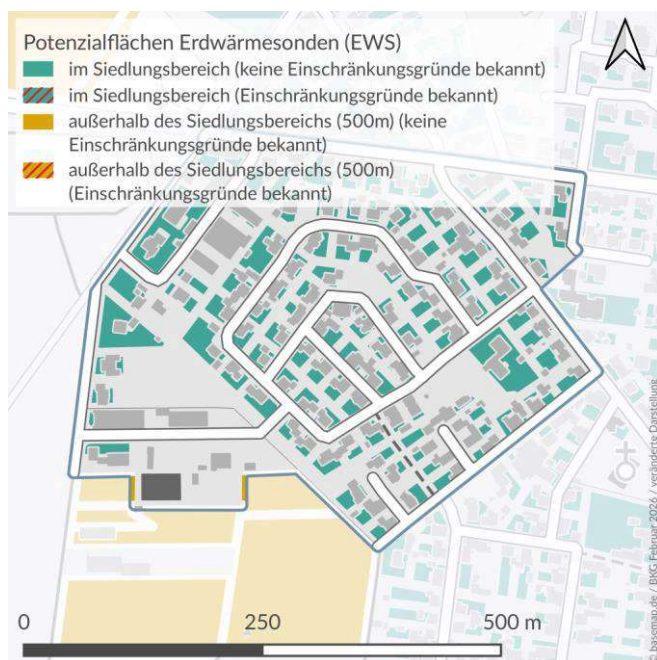 Potenzialflächen Erdwärmesonden (EWS)
im Siedlungsbereich (keine Einschränkungsgründe bekannt)
im Siedlungsbereich (Einschränkungsgründe bekannt)
außerhalb des Siedlungsbereichs (500m) (keine
Einschränkungsgründe bekannt)
außerhalb des Siedlungsbereichs (500m)
(Einschränkungsgründe bekannt)
0
250
500 m
© basemap.de / BKG Februar 2026 / veränderte Darstellung